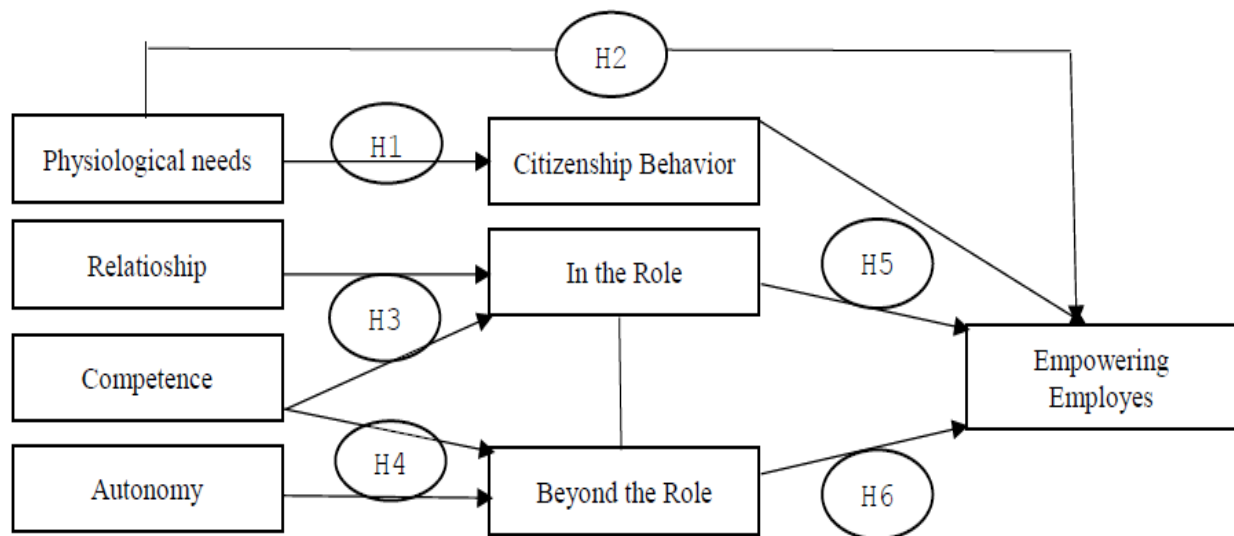 H2
Physiological needs
H1
Citizenship Behavior
Relatioship
In the Role
H5
H3
Competence
Empowering
Employes
Autonomy
H4
Beyond the Role
H6